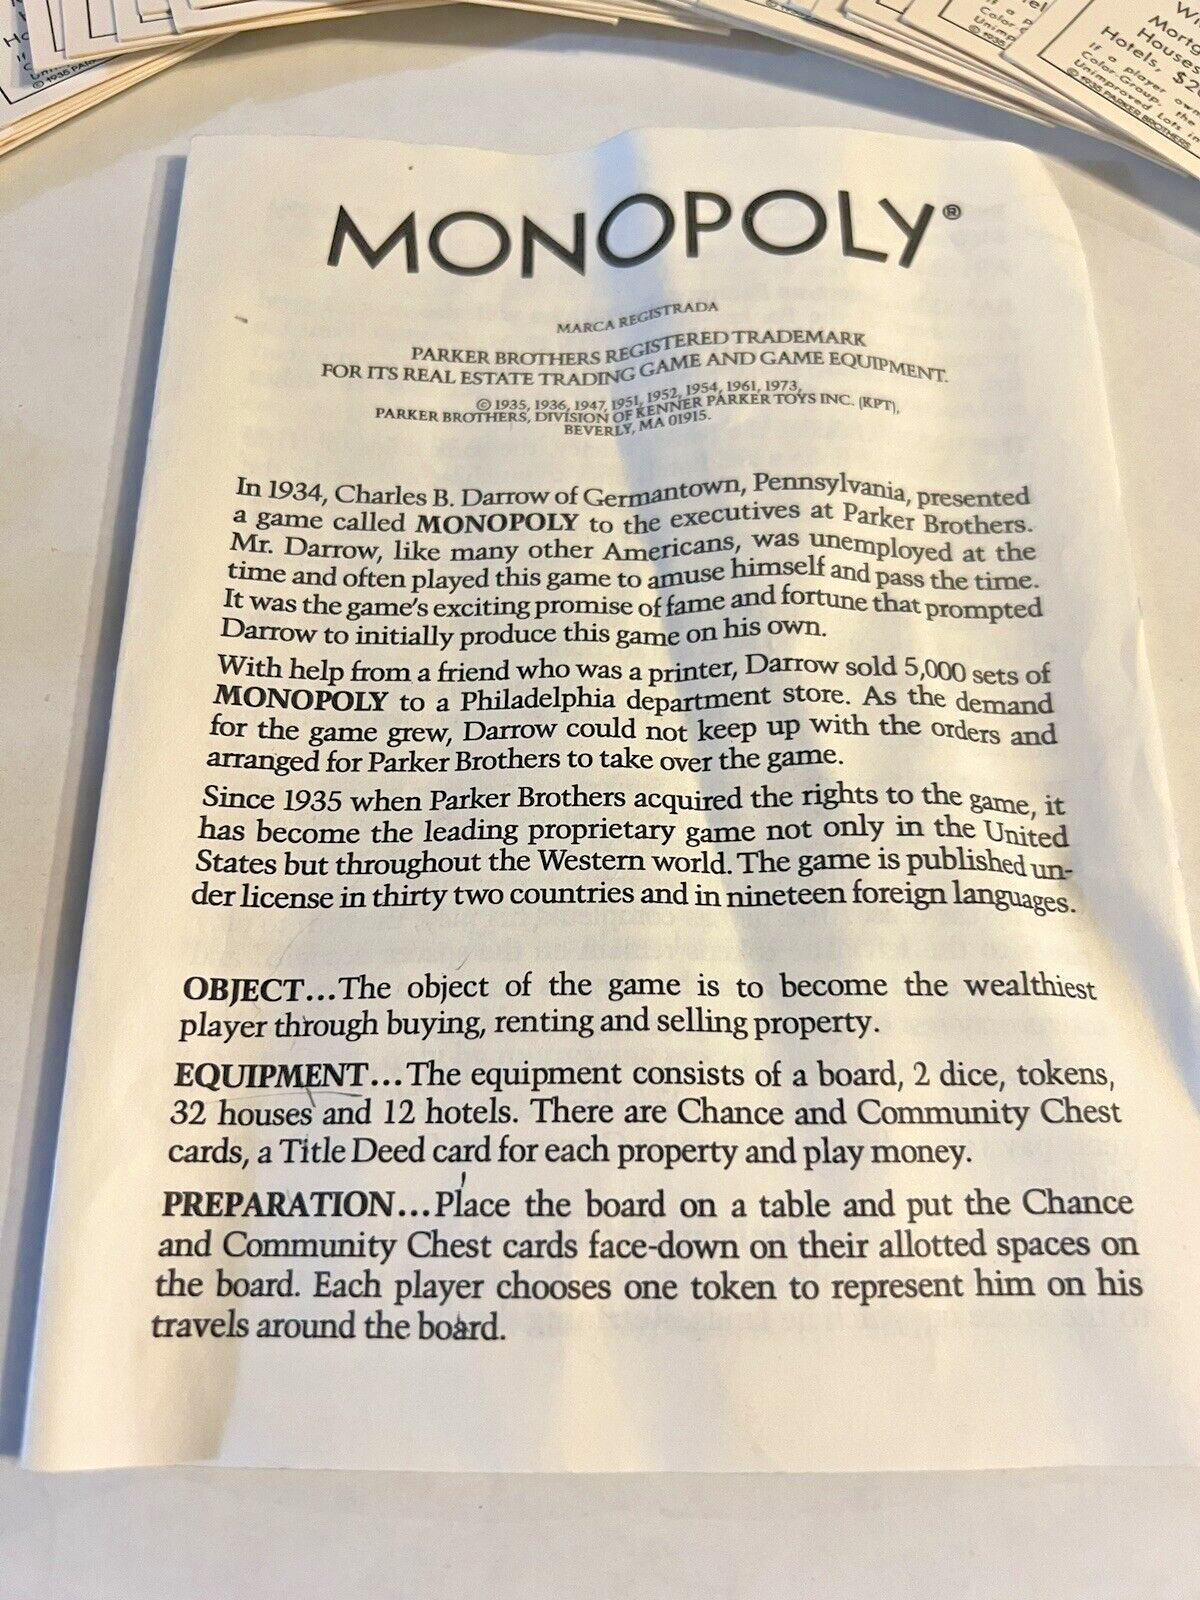 MONOPOLY®
MARCA REGISTRADA
PARKER BROTHERS REGISTERED TRADEMARK
FOR ITS REAL ESTATE TRADING GAME AND GAME EQUIPMENT.
© 1935, 1936, 1947, 1951, 1952, 1954, 1961, 1973,
PARKER BROTHERS, DIVISION OF KENNER PARKER TOYS INC. (KPT),
BEVERLY, MA 01915.
In 1934, Charles B. Darrow of Germantown, Pennsylvania, presented
a game called MONOPOLY to the executives at Parker Brothers.
Mr. Darrow, like many other Americans, was unemployed at the
time and often played this game to amuse himself and pass the time.
It was the game's exciting promise of fame and fortune that prompted
Darrow to initially produce this game on his own.
With help from a friend who was a printer, Darrow sold 5,000 sets of
MONOPOLY to a Philadelphia department store. As the demand
for the game grew, Darrow could not keep up with the orders and
arranged for Parker Brothers to take over the game.
Since 1935 when Parker Brothers acquired the rights to the game, it
has become the leading proprietary game not only in the United
States but throughout the Western world. The game is published un-
der license in thirty two countries and in nineteen foreign languages.
OBJECT...The object of the game is to become the wealthiest
player through buying, renting and selling property.
EQUIPMENT...The equipment consists of a board, 2 dice, tokens,
32 houses and 12 hotels. There are Chance and Community Chest
cards, a Title Deed card for each property and play money.
PREPARATION...Place the board on a table and put the Chance
and Community Chest cards face-down on their allotted spaces on
the board. Each player chooses one token to represent him on his
travels around the board.
Houses
Hotels,
If a player own
Color-Group, the
Unimproved Lots in
© 1935 PARKER BROTHERS